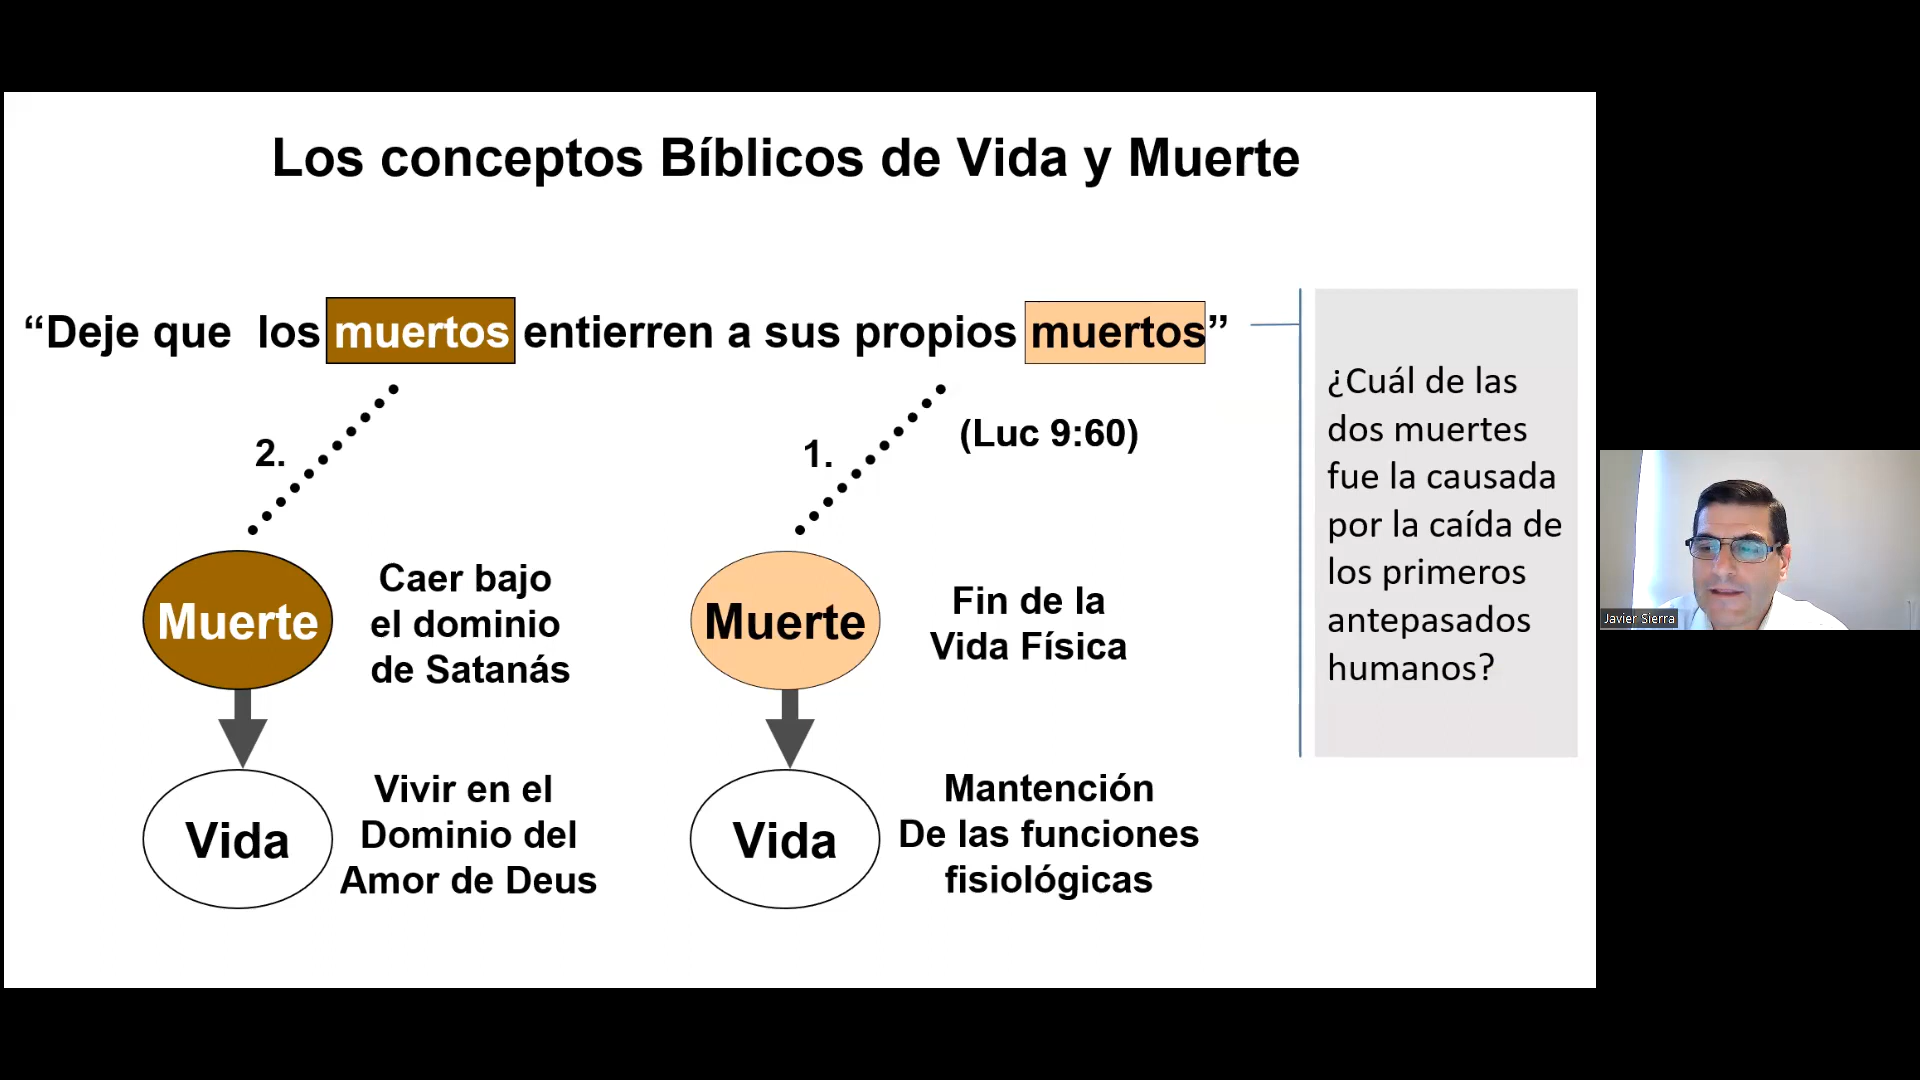 Los conceptos Bíblicos de Vida y Muerte
“Deje que los muertos entierren a sus propios muertos”
(Luc 9:60)
2.
Muerte
Caer bajo
el dominio
de Satanás
Vida
Vivir en el
Dominio del
Amor de Deus
1.
Muerte
Fin de la
Vida Física
Vida
Mantención
De las funciones
fisiológicas
¿Cuál de las
dos muertes
fue la causada
por la caída de
los primeros
antepasados
humanos?
Javier Sierra